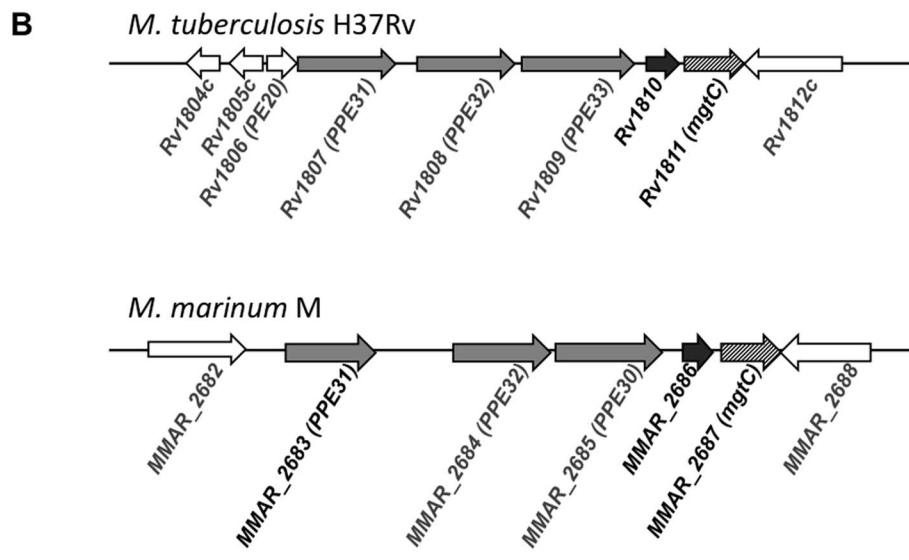 B
M. tuberculosis H37Rv
Rv1804c
Rv1805c
Rv1806 (PE20)
Rv1807 (PPE31)
Rv1808 (PPE32)
Rv1809 (PPE33)
Rv1810
Rv1811 (mgtC)
Rv1812c
M. marinum M
MMAR_2682
MMAR_2683 (PPE31)
MMAR_2684 (PPE32)
MMAR_2685 (PPE30)
MMAR_2686
MMAR_2687 (mgtC)
MMAR_2688